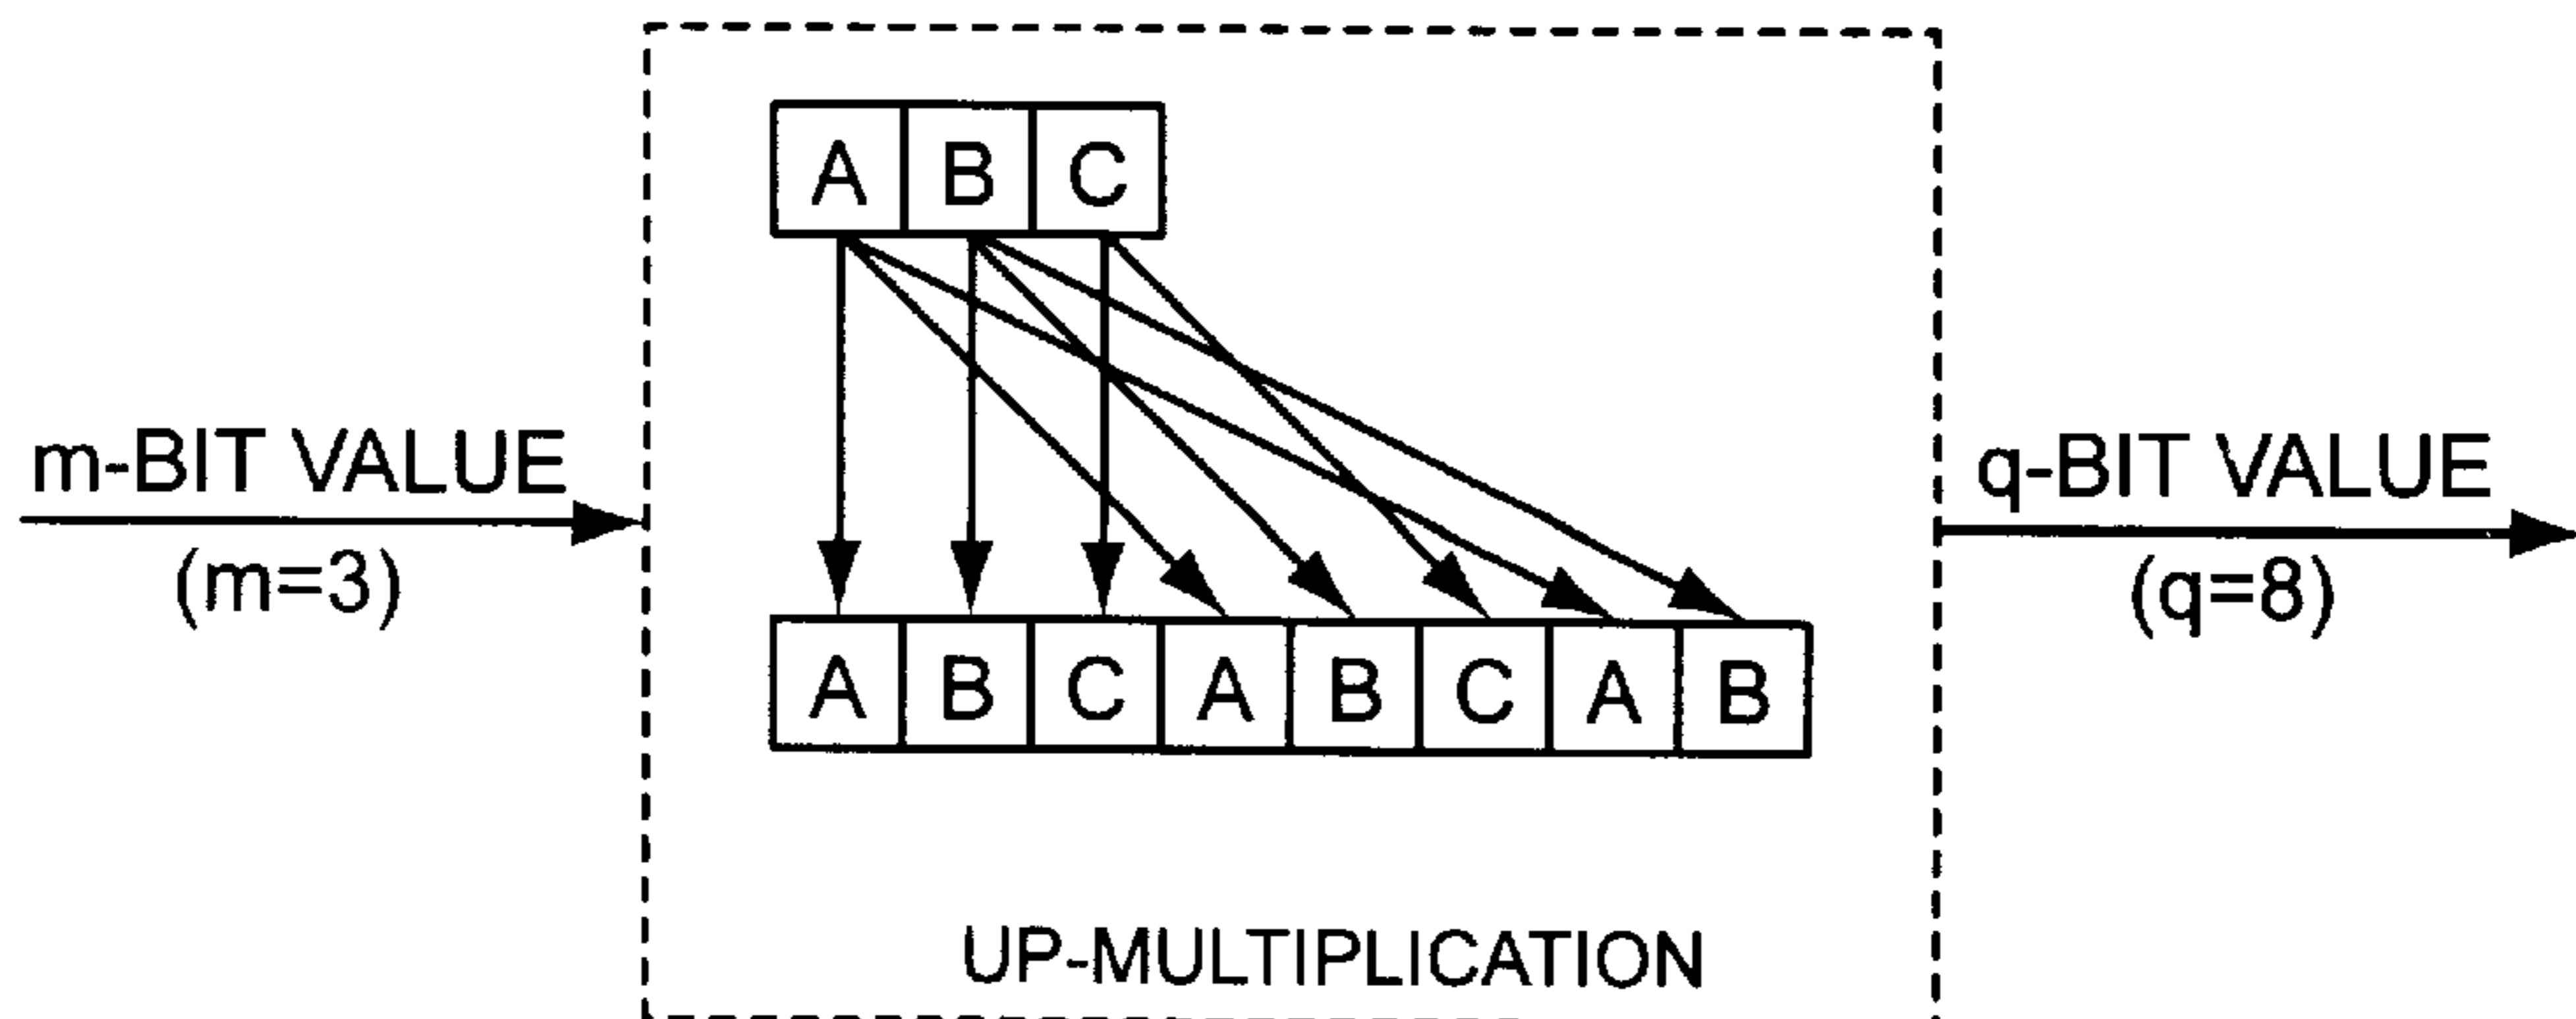 A B C
m-BIT VALUE
(m=3)
q-BIT VALUE
(q=8)
A B C A B C A B
UP-MULTIPLICATION